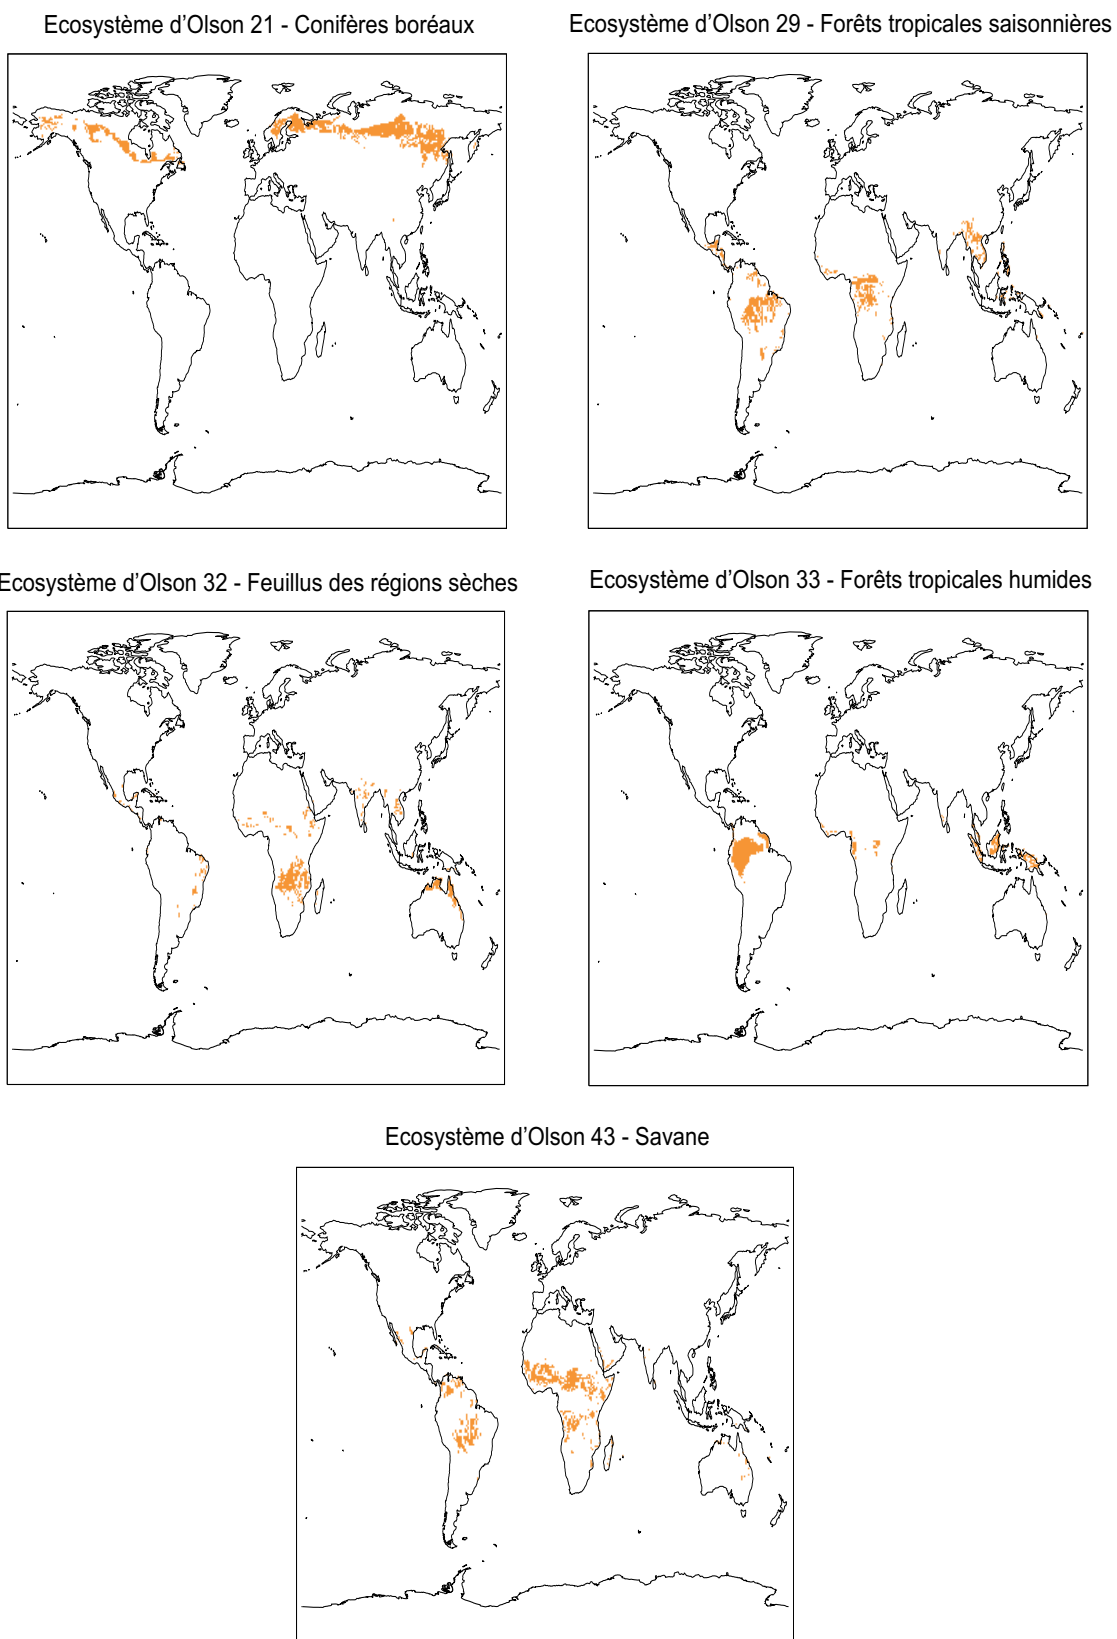 Ecosystème d'Olson 21 - Conifères boréaux
Ecosystème d'Olson 29 - Forêts tropicales saisonnières
Ecosystème d'Olson 32 - Feuillus des régions sèches
Ecosystème d'Olson 33 - Forêts tropicales humides
Ecosystème d'Olson 43 - Savane